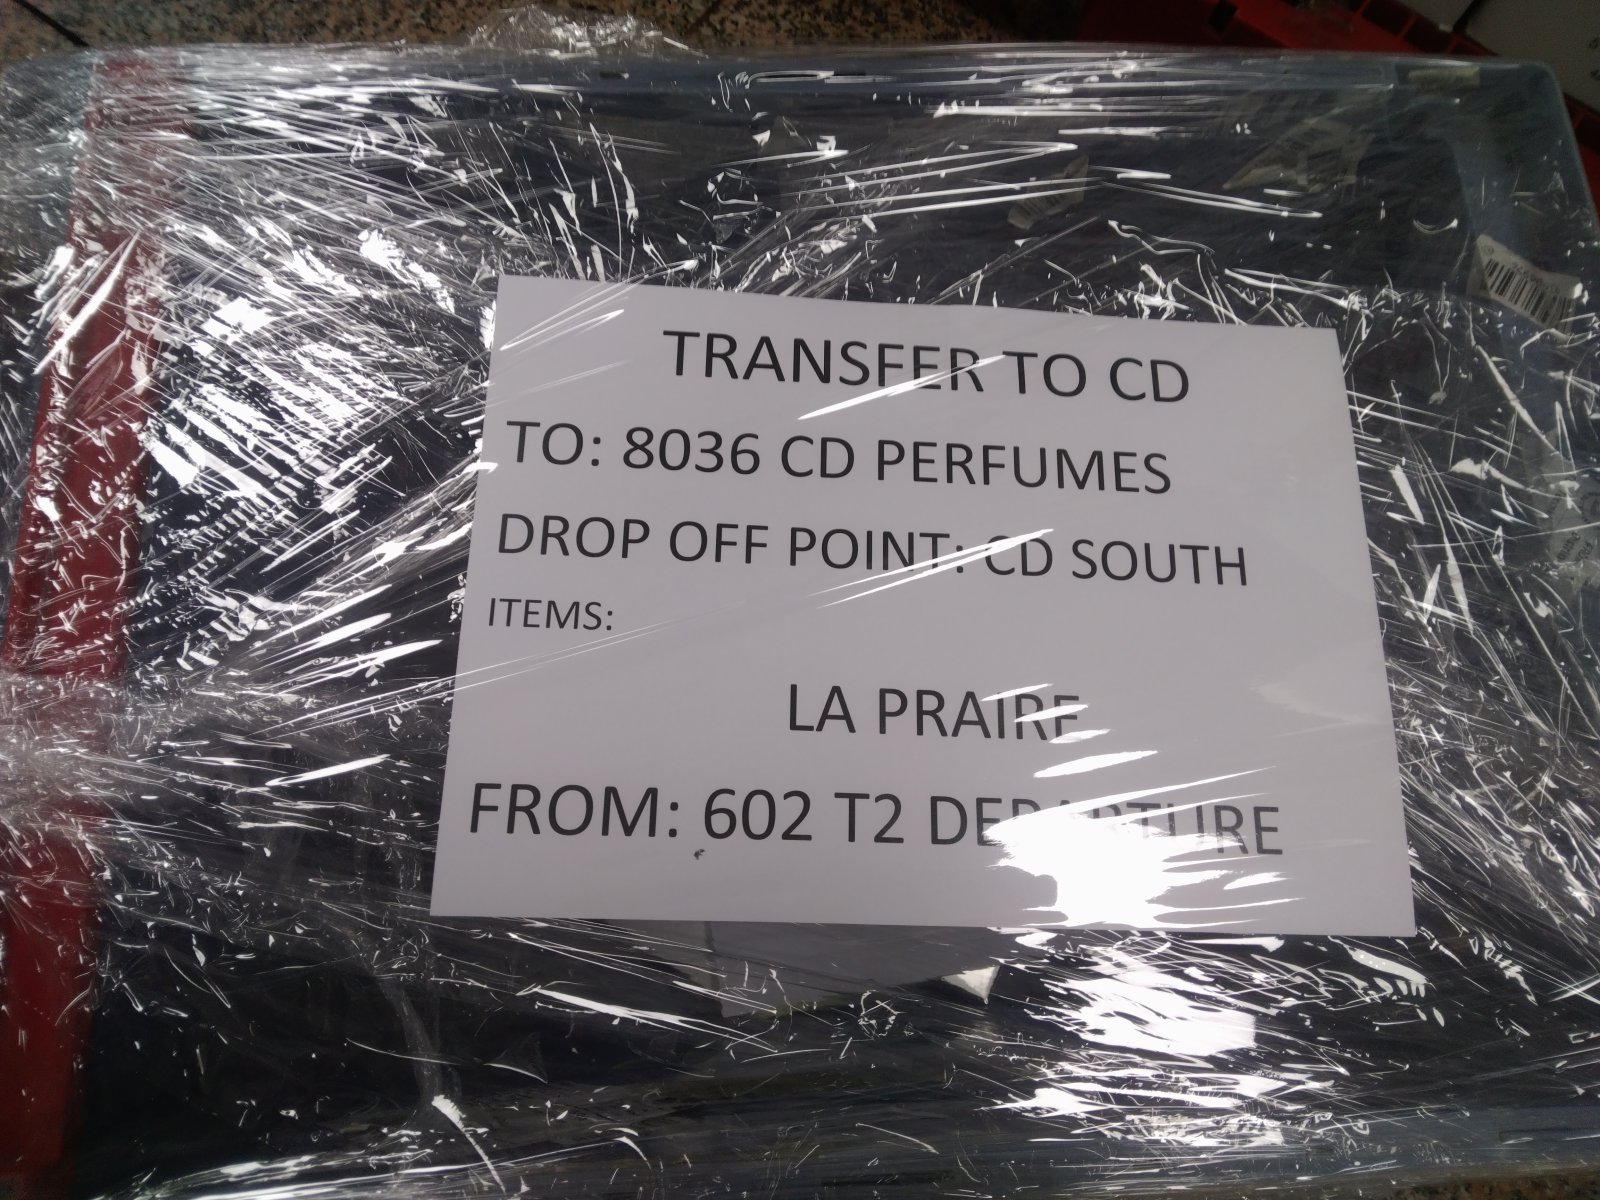 TRANSFER TO CD
TO: 8036 CD PERFUMES
DROP OFF POINT: CD SOUTH
ITEMS:
LA PRAIRE
FROM: 602 T2 DEPARTURE